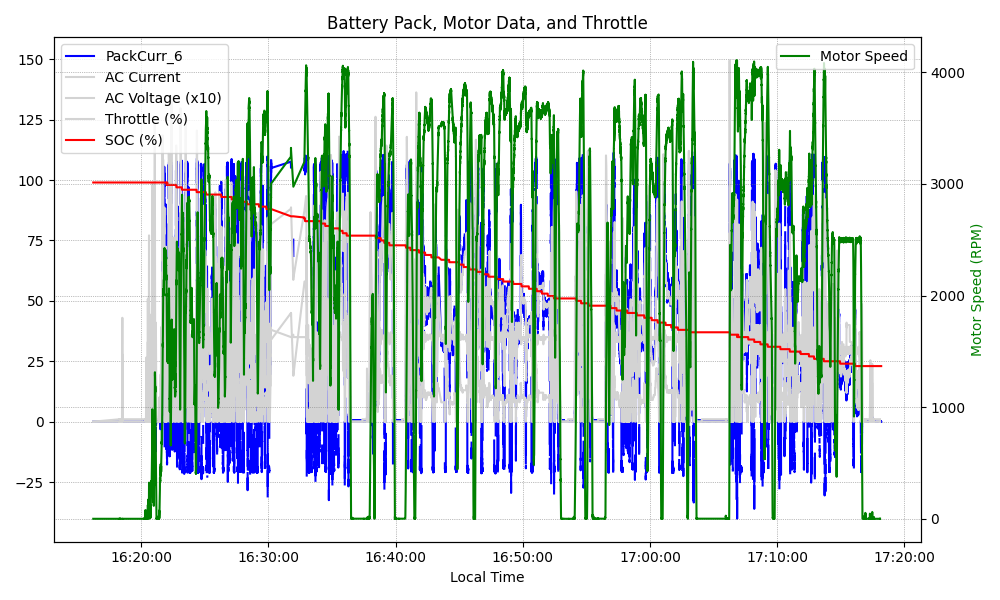 Battery Pack, Motor Data, and Throttle
PackCurr_6
AC Current
AC Voltage (x10)
Throttle (%)
SOC (%)
Motor Speed
150
125
100
75
50
25
0
−25
4000
3000
2000
1000
0
Motor Speed (RPM)
16:20:00
16:30:00
16:40:00
16:50:00
17:00:00
17:10:00
17:20:00
Local Time